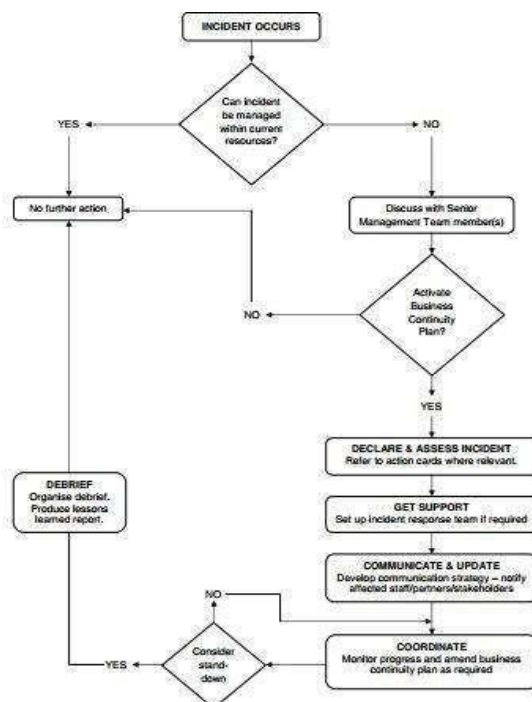 INCIDENT OCCURS
Can incident
be managed
within current
resources?
YES
NO
No further action.
Discuss with Senior
Management Team member(s)
Activate
Business
Continuity
Plan?
NO
YES
DECLARE & ASSESS INCIDENT
Refer to action cards where relevant.
GET SUPPORT
Set up incident response team if required
COMMUNICATE & UPDATE
Develop communication strategy – notify
affected staff/partners/stakeholders
COORDINATE
Monitor progress and amend business
continuity plan as required
NO
Consider
stand-
down
YES
DEBRIEF
Organise debrief.
Produce lessons
learned report.